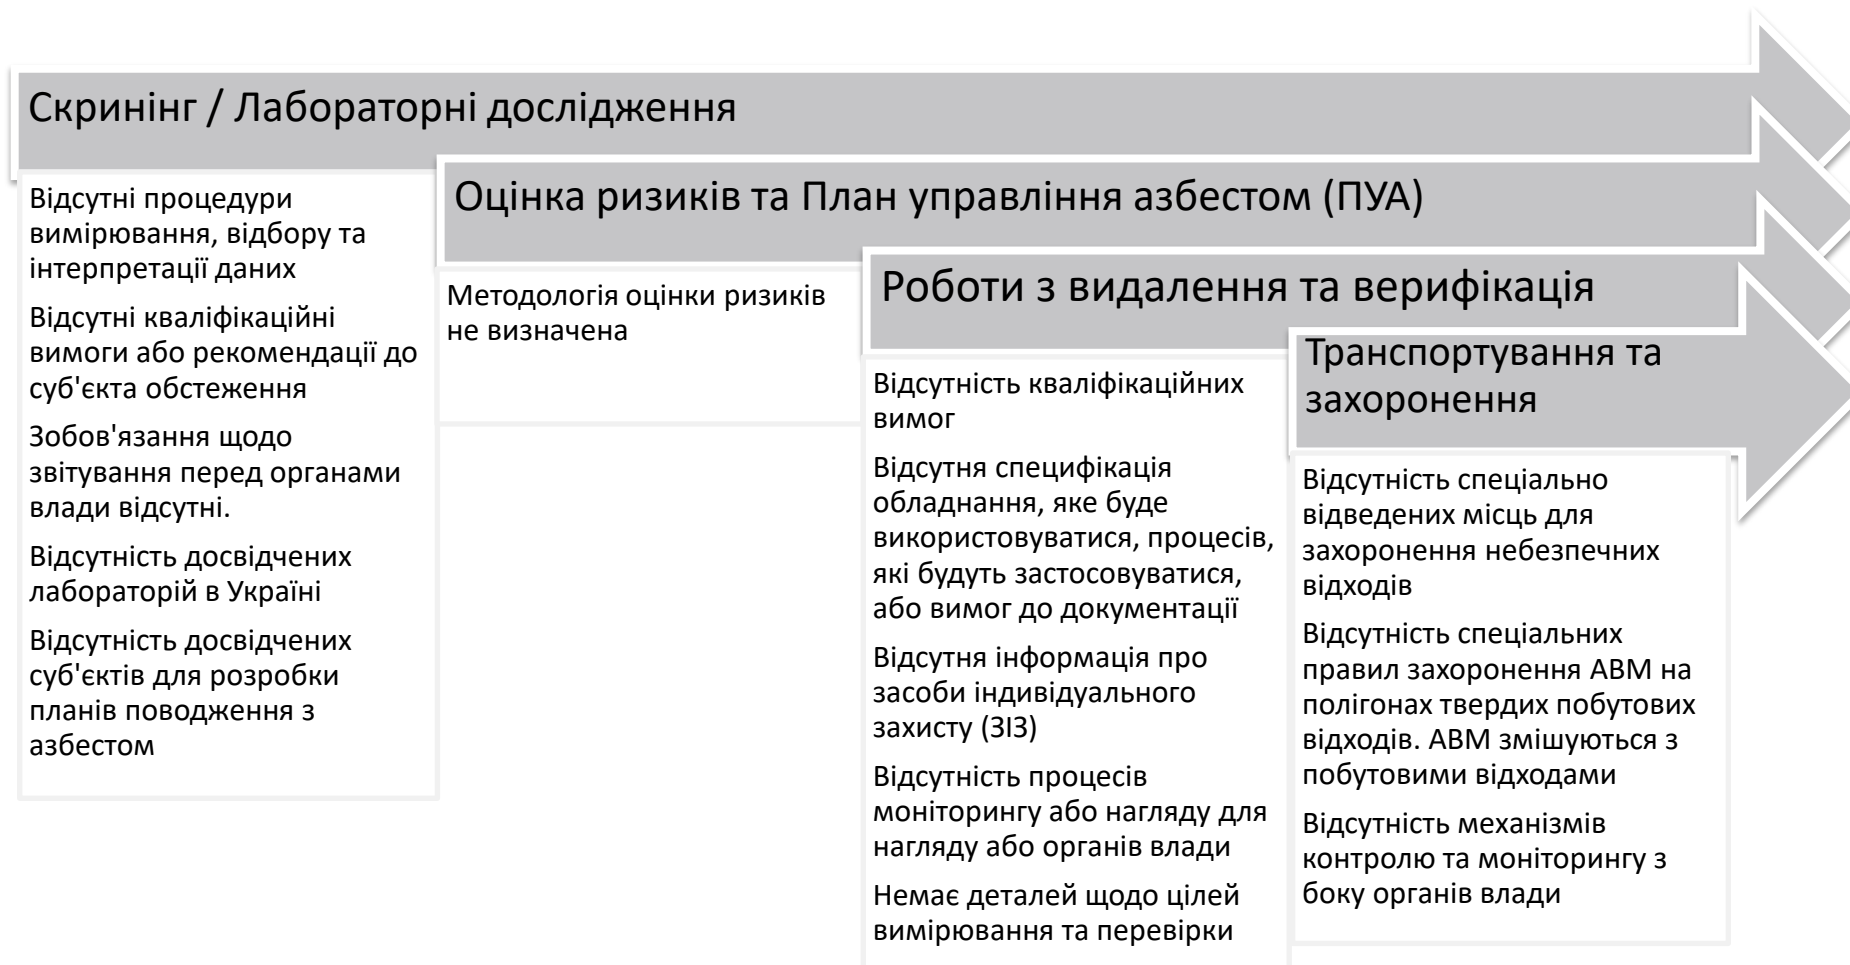 Скринінг / Лабораторні дослідження
Відсутні процедури
вимірювання, відбору та
інтерпретації даних
Відсутні кваліфікаційні
вимоги або рекомендації до
суб'єкта обстеження
Зобов'язання щодо
звітування перед органами
влади відсутні.
Відсутність досвідчених
лабораторій в Україні
Відсутність досвідчених
суб'єктів для розробки
планів поводження з
азбестом
Оцінка ризиків та План управління азбестом (ПУА)
Методологія оцінки ризиків
не визначена
Роботи з видалення та верифікація
Відсутність кваліфікаційних
вимог
Відсутня специфікація
обладнання, яке буде
використовуватися, процесів,
які будуть застосовуватися,
або вимог до документації
Відсутня інформація про
засоби індивідуального
захисту (ЗІЗ)
Відсутність процесів
моніторингу або нагляду для
нагляду або органів влади
Немає деталей щодо цілей
вимірювання та перевірки
Транспортування та
захоронення
Відсутність спеціально
відведених місць для
захоронення небезпечних
відходів
Відсутність спеціальних
правил захоронення АВМ на
полігонах твердих побутових
відходів. АВМ змішуються з
побутовими відходами
Відсутність механізмів
контролю та моніторингу з
боку органів влади